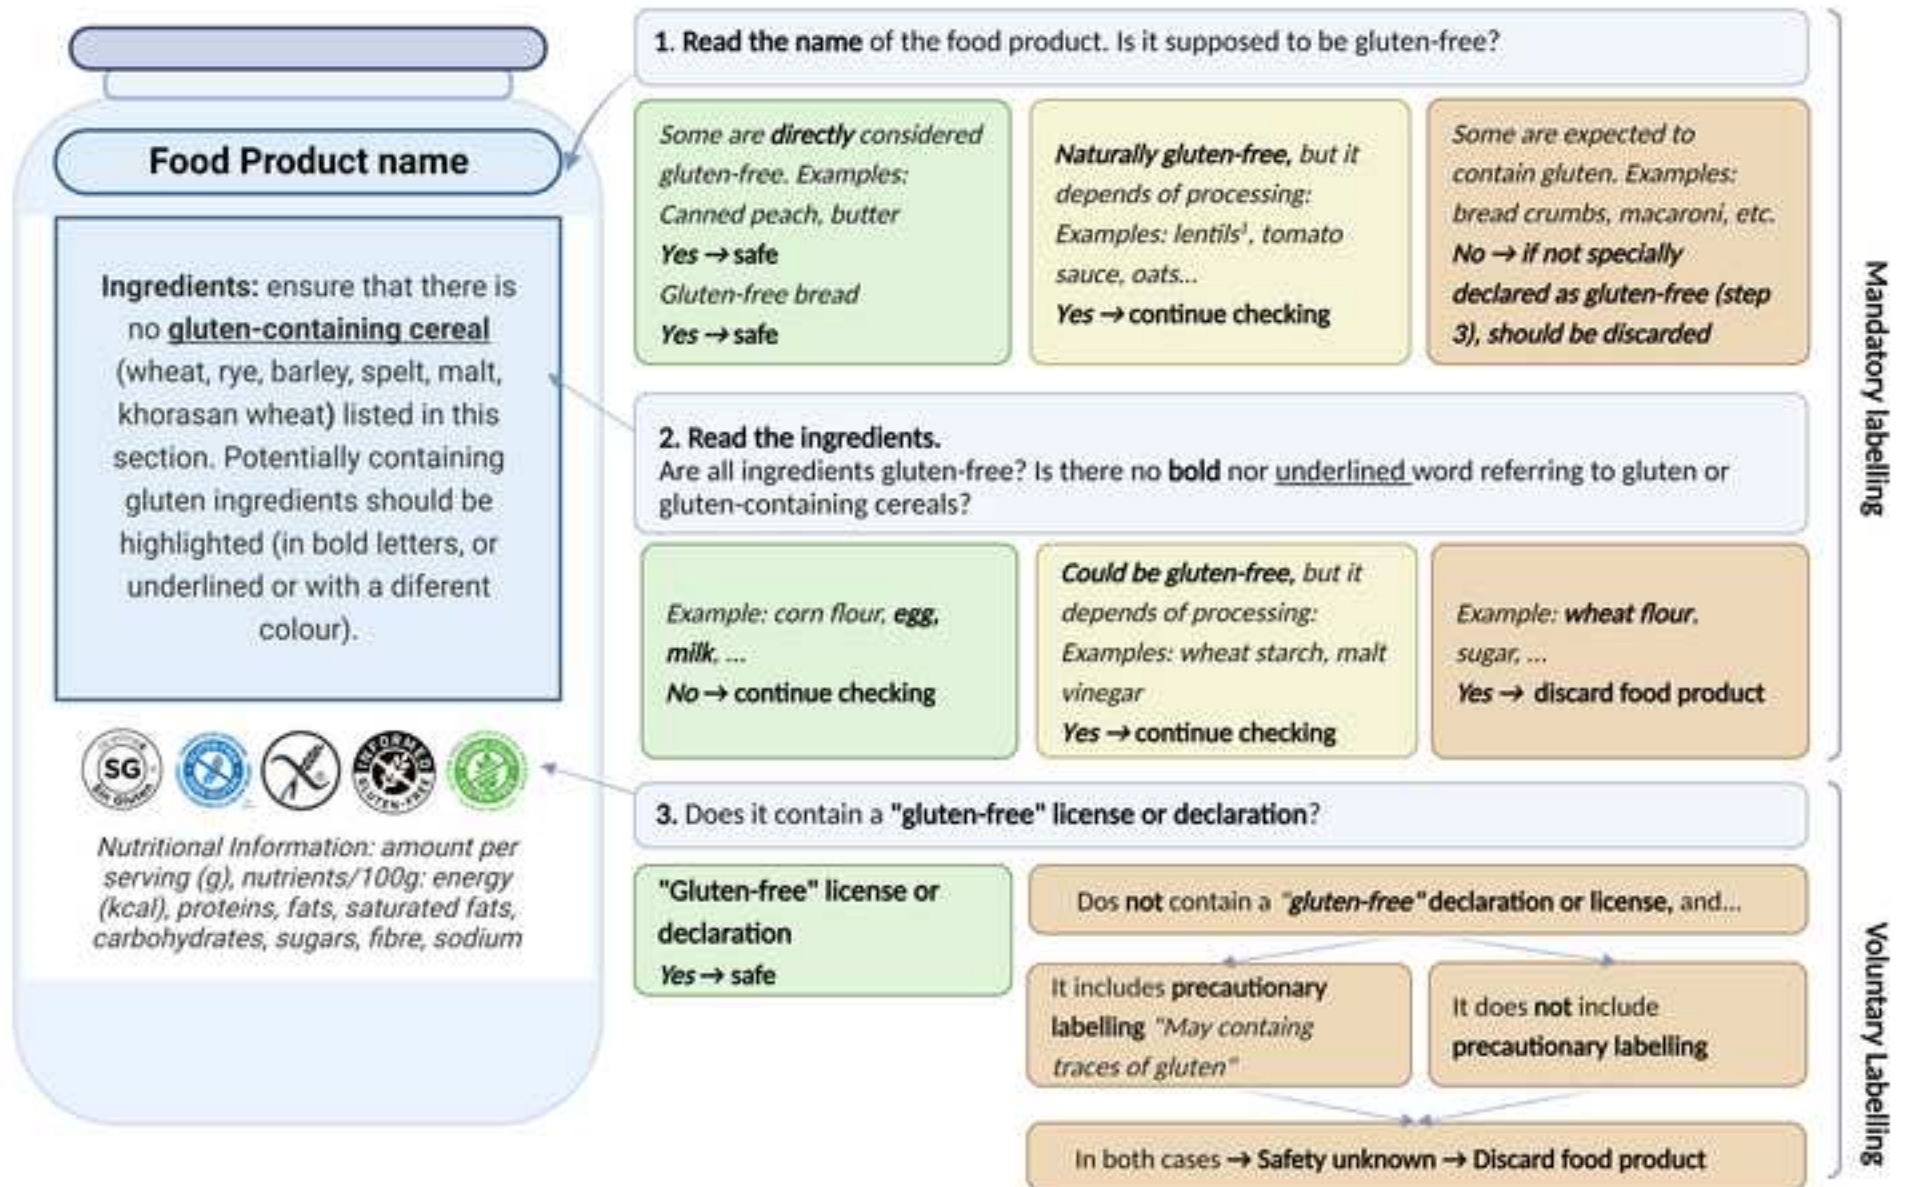 Food Product name
Ingredients: ensure that there is
no gluten-containing cereal
(wheat, rye, barley, spelt, malt,
khorasan wheat) listed in this
section. Potentially containing
gluten ingredients should be
highlighted (in bold letters, or
underlined or with a diferent
colour).
SG
Sin Gluten
INFORMED
GLUTEN-FREE
Nutritional Information: amount per
serving (g), nutrients/100g: energy
(kcal), proteins, fats, saturated fats,
carbohydrates, sugars, fibre, sodium
1. Read the name of the food product. Is it supposed to be gluten-free?
Some are directly considered
gluten-free. Examples:
Canned peach, butter
Yes → safe
Gluten-free bread
Yes → safe
Naturally gluten-free, but it
depends of processing:
Examples: lentils¹, tomato
sauce, oats...
Yes → continue checking
Some are expected to
contain gluten. Examples:
bread crumbs, macaroni, etc.
No → if not specially
declared as gluten-free (step
3), should be discarded
2. Read the ingredients.
Are all ingredients gluten-free? Is there no bold nor underlined word referring to gluten or
gluten-containing cereals?
Example: corn flour, egg,
milk, ...
No → continue checking
Could be gluten-free, but it
depends of processing:
Examples: wheat starch, malt
vinegar
Yes → continue checking
Example: wheat flour,
sugar, ...
Yes → discard food product
Mandatory labelling
3. Does it contain a "gluten-free" license or declaration?
"Gluten-free" license or
declaration
Yes → safe
Dos not contain a "gluten-free" declaration or license, and...
It includes precautionary
labelling "May containg
traces of gluten"
It does not include
precautionary labelling
In both cases → Safety unknown → Discard food product
Voluntary Labelling